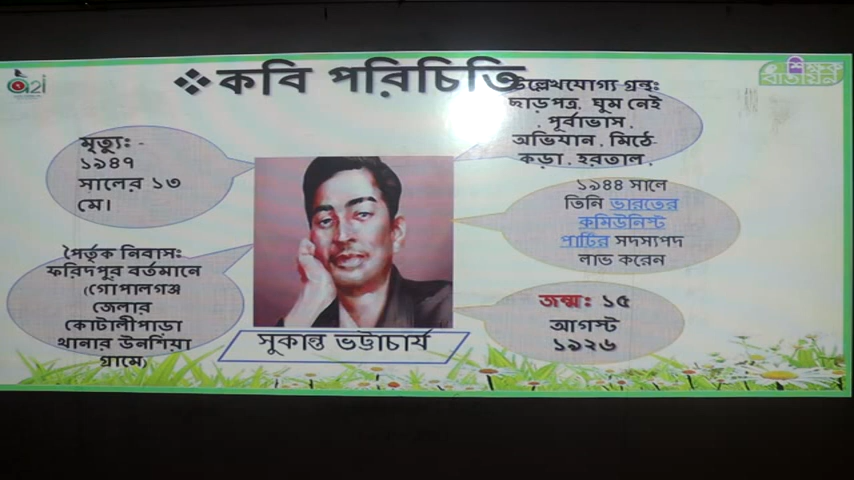 a2i
❖কবি পরিচিতি
শিক্ষক
বাতায়ন
উল্লেখযোগ্য গ্রন্থঃ
ছাড়পত্র, ঘুম নেই
, পূর্বাভাস,
অভিযান, মিঠে-
কড়া, হরতাল,
মৃত্যুঃ -
১৯৪৭
সালের ১৩
মে।
১৯৪৪ সালে
তিনি ভারতের
কমিউনিস্ট
পার্টির সদস্যপদ
লাভ করেন
পৈর্তৃক নিবাসঃ
ফরিদপুর বর্তমানে
(গোপালগঞ্জ
জেলার
কোটালীপাড়া
থানার উনশিয়া
গ্রামে)
জন্মঃ ১৫
আগস্ট
১৯২৬
সুকান্ত ভট্টাচার্য